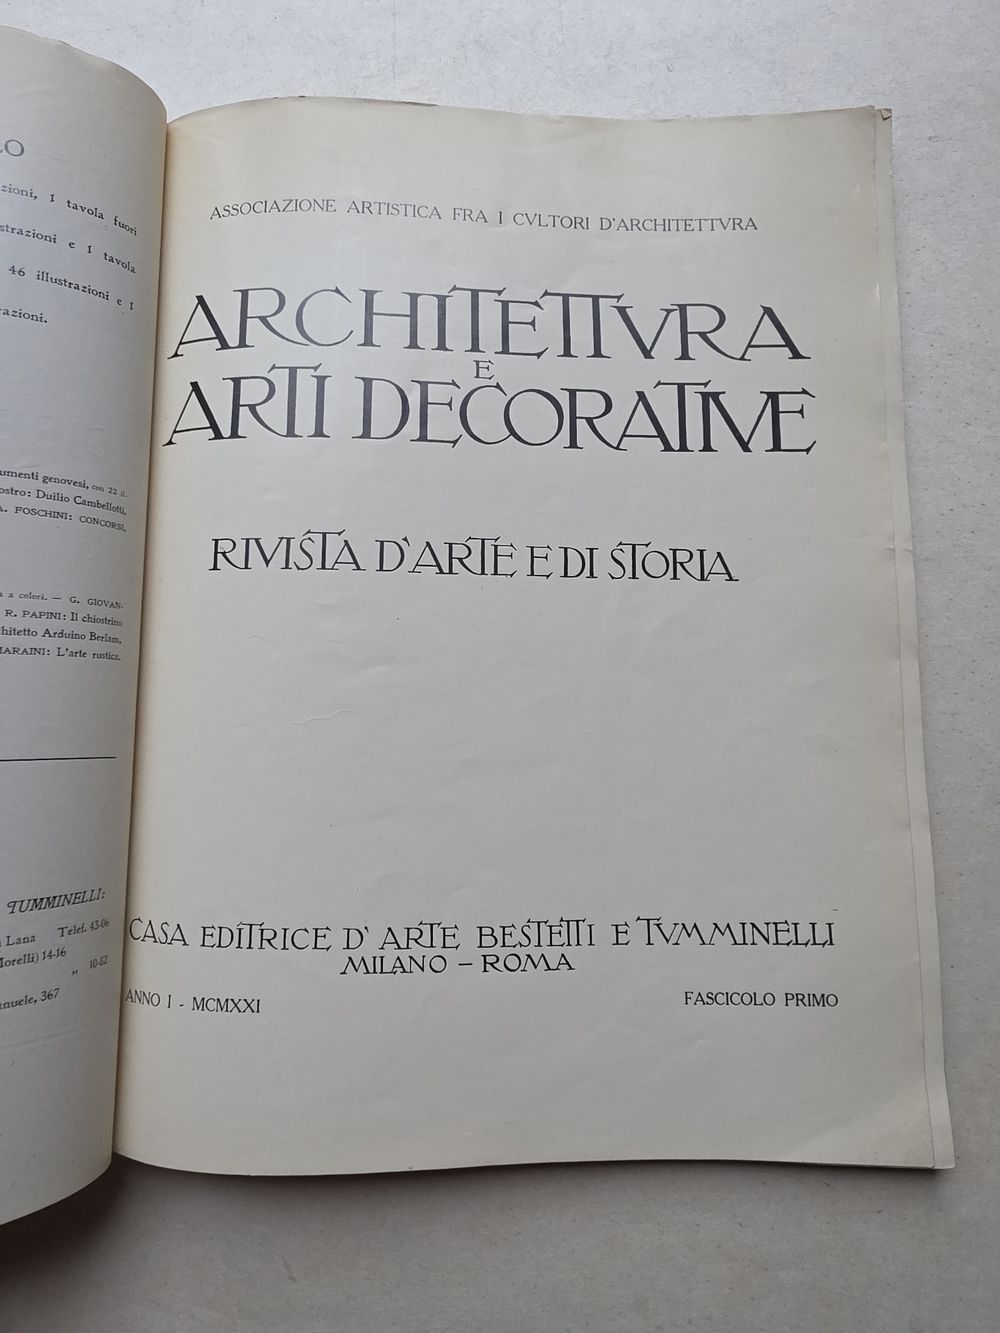 LO
zioni, 1 tavola fuori
strazioni e 1 tavola
46 illustrazioni e 1
razioni.
umenti genovesi, con 22 il-
ostro: Duilio Cambellotti,
A. FOSCHINI: CONCORSI,
a colori. — G. GIOVAN-
R. PAPINI: Il chiostrino
chitetto Arduino Berlam,
MARAINI: L'arte rustica.
TUMMINELLI:
Lana Telef. 43-06
Morelli) 14-16
„ 10-82
nuele, 367
ASSOCIAZIONE ARTISTICA FRA I CVLTORI D'ARCHITETTVRA
ARCHITETTVRA
E
ARTI DECORATIVE
RIVISTA D'ARTE E DI STORIA
CASA EDITRICE D'ARTE BESTETTI E TVMMINELLI
MILANO – ROMA
ANNO I - MCMXXI FASCICOLO PRIMO